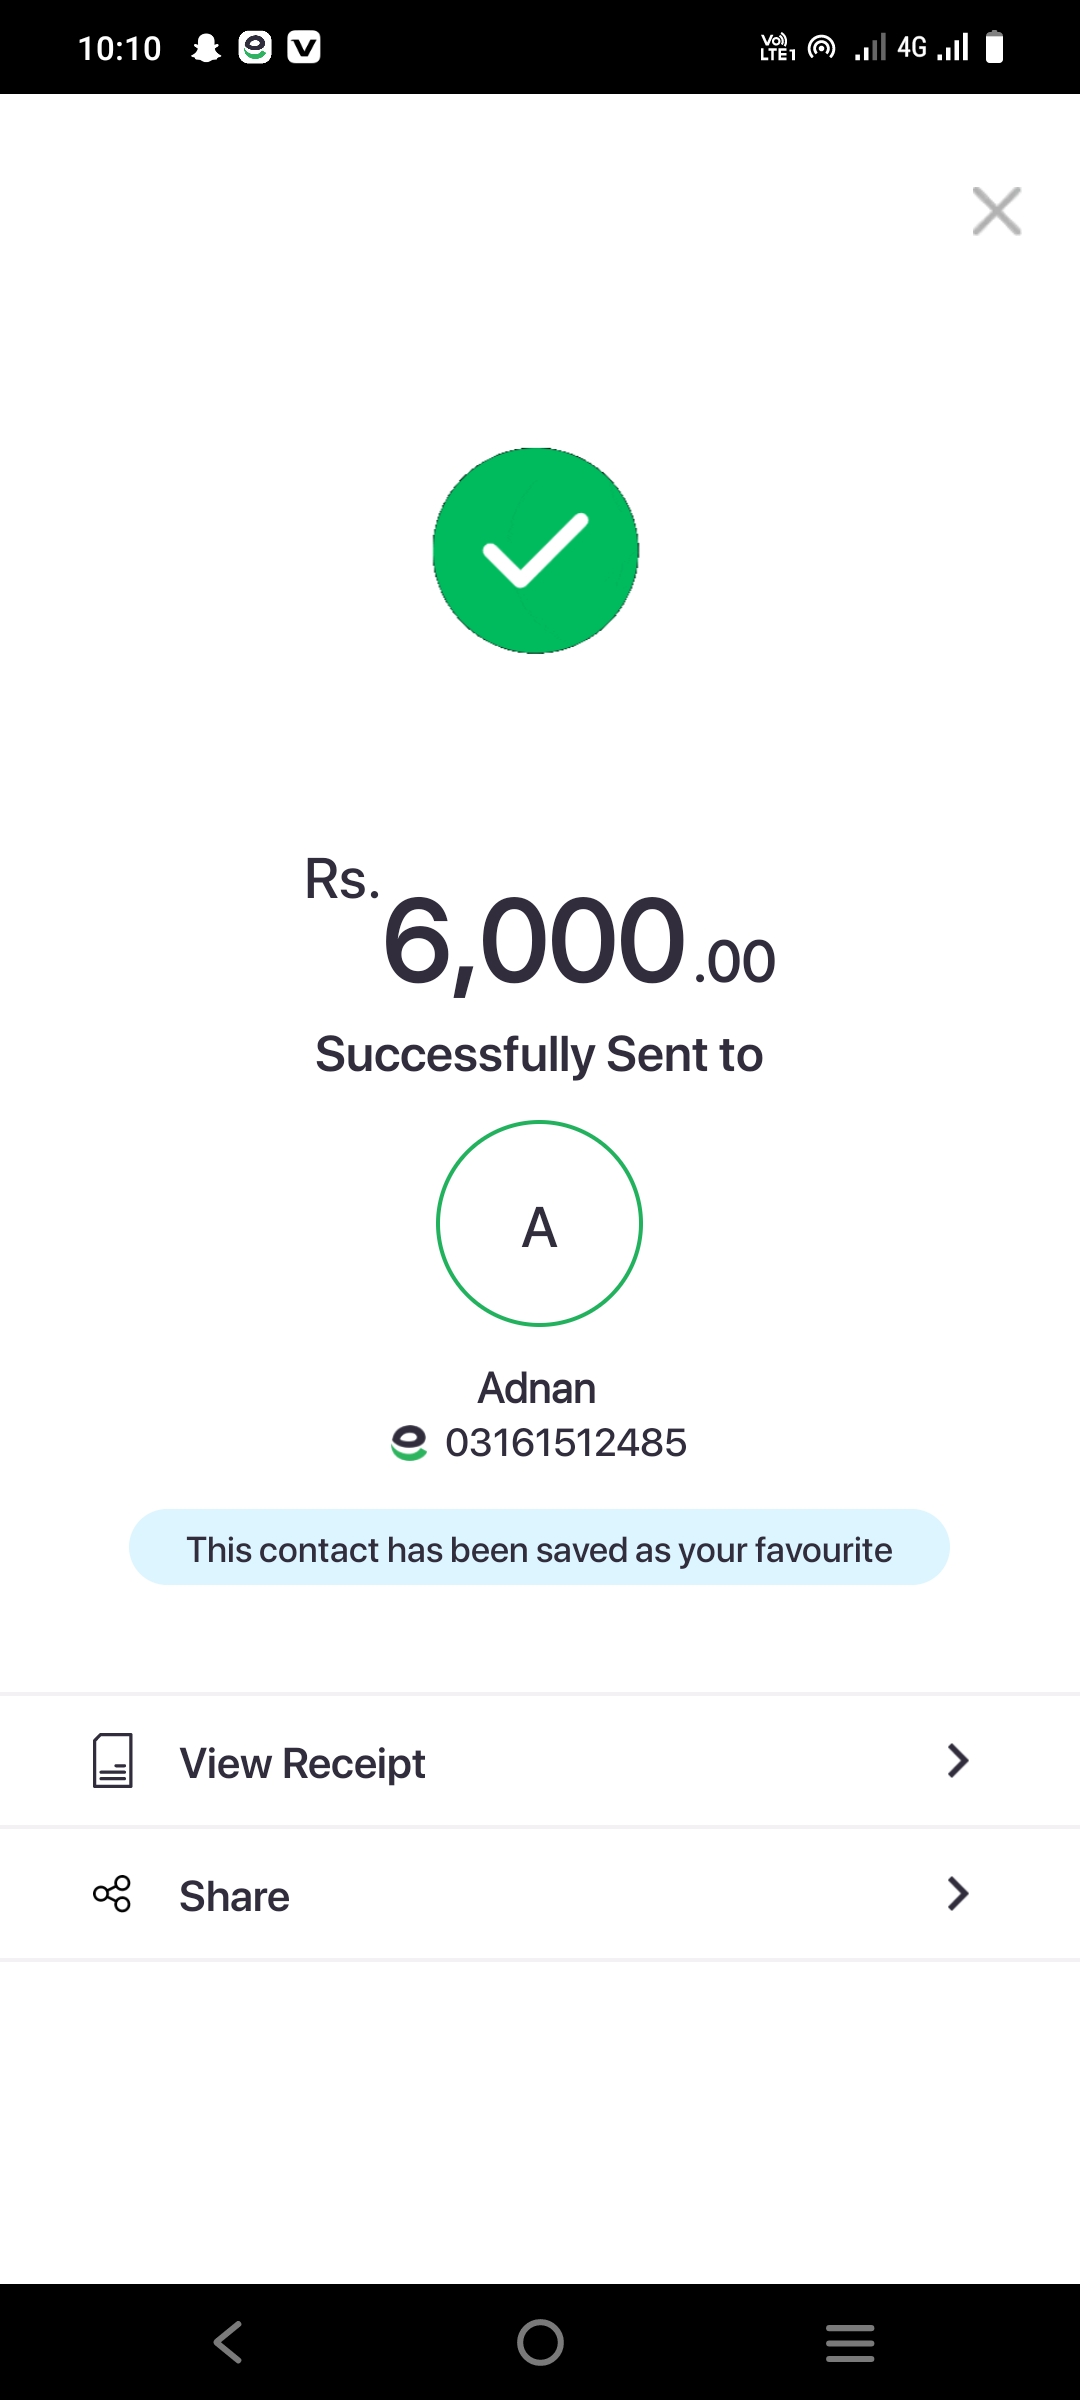 10:10
Vo) LTE1 4G
Rs. 6,000.00
Successfully Sent to
A
Adnan
03161512485
This contact has been saved as your favourite
View Receipt
Share